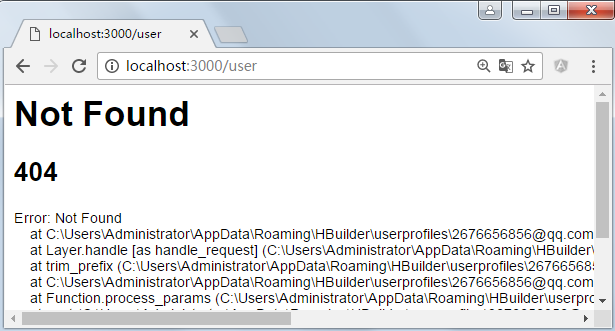 localhost:3000/user
localhost:3000/user
Not Found
404
Error: Not Found
at C:\Users\Administrator\AppData\Roaming\HBuilder\userprofiles\2676656856@qq.com
at Layer.handle [as handle_request] (C:\Users\Administrator\AppData\Roaming\HBu
at trim_prefix (C:\Users\Administrator\AppData\Roaming\HBuilder\userprofiles\267665685
at C:\Users\Administrator\AppData\Roaming\HBuilder\userprofiles\2676656856@qq.com
at Function.process_params (C:\Users\Administrator\AppData\Roaming\HBuilder\userpro